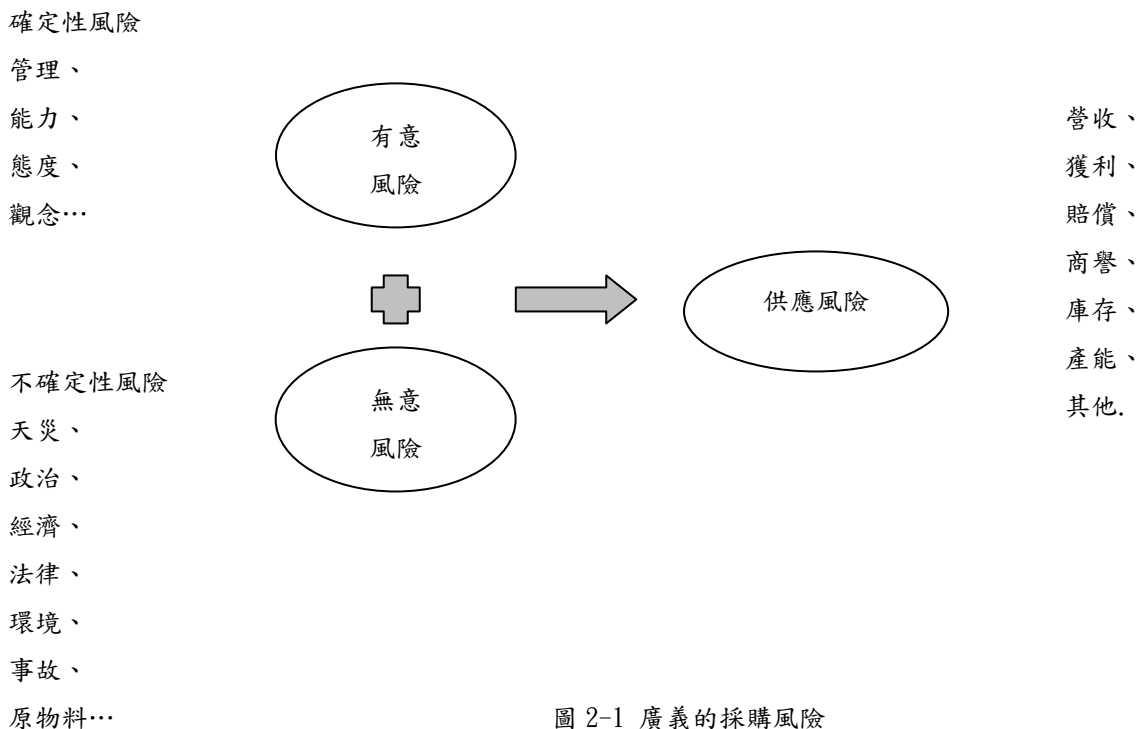 確定性風險
管理、
能力、
態度、
觀念…
有意
風險
不確定性風險
天災、
政治、
經濟、
法律、
環境、
事故、
原物料…
無意
風險
供應風險
營收、
獲利、
賠償、
商譽、
庫存、
產能、
其他.
圖 2-1 廣義的採購風險